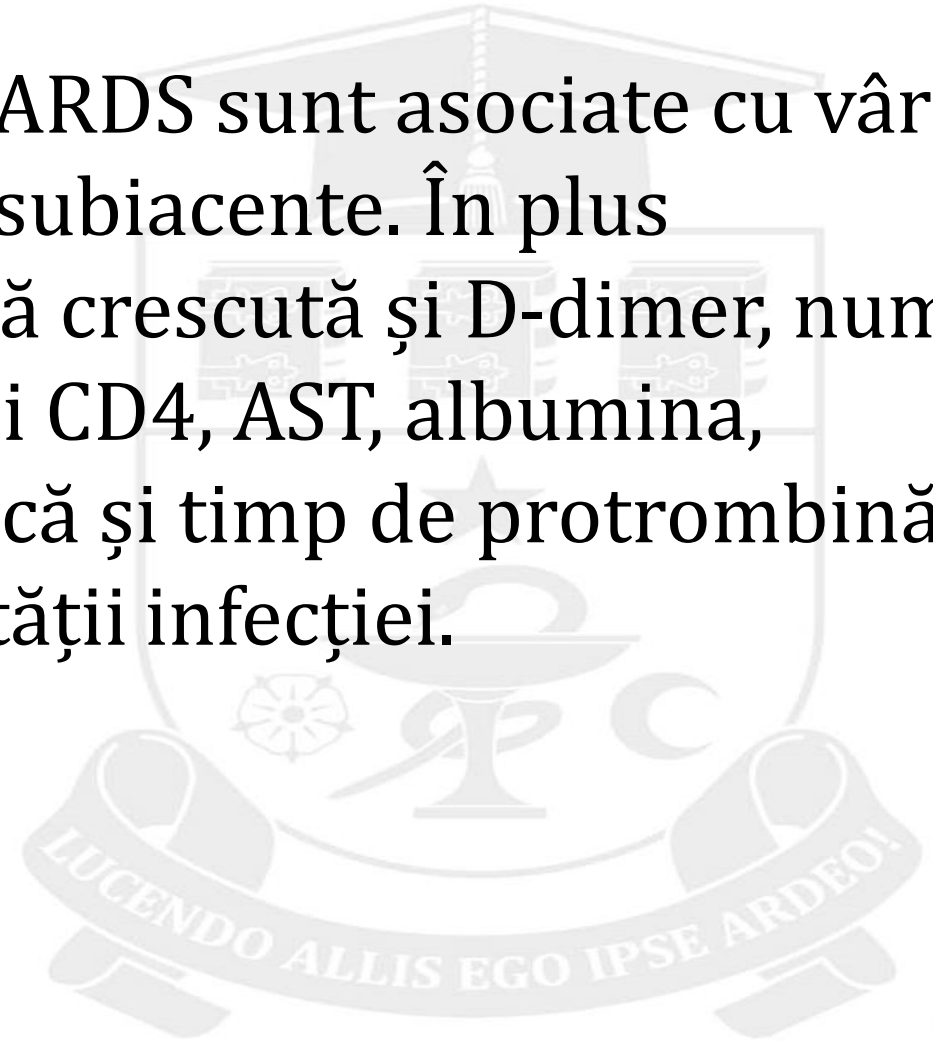 ARDS sunt asociate cu vâr
subiacente. În plus
ă crescută și D-dimer, num
i CD4, AST, albumina,
că și timp de protrombină
tății infecției.
LUCENDO ALLIS EGO IPSE ARDEO!